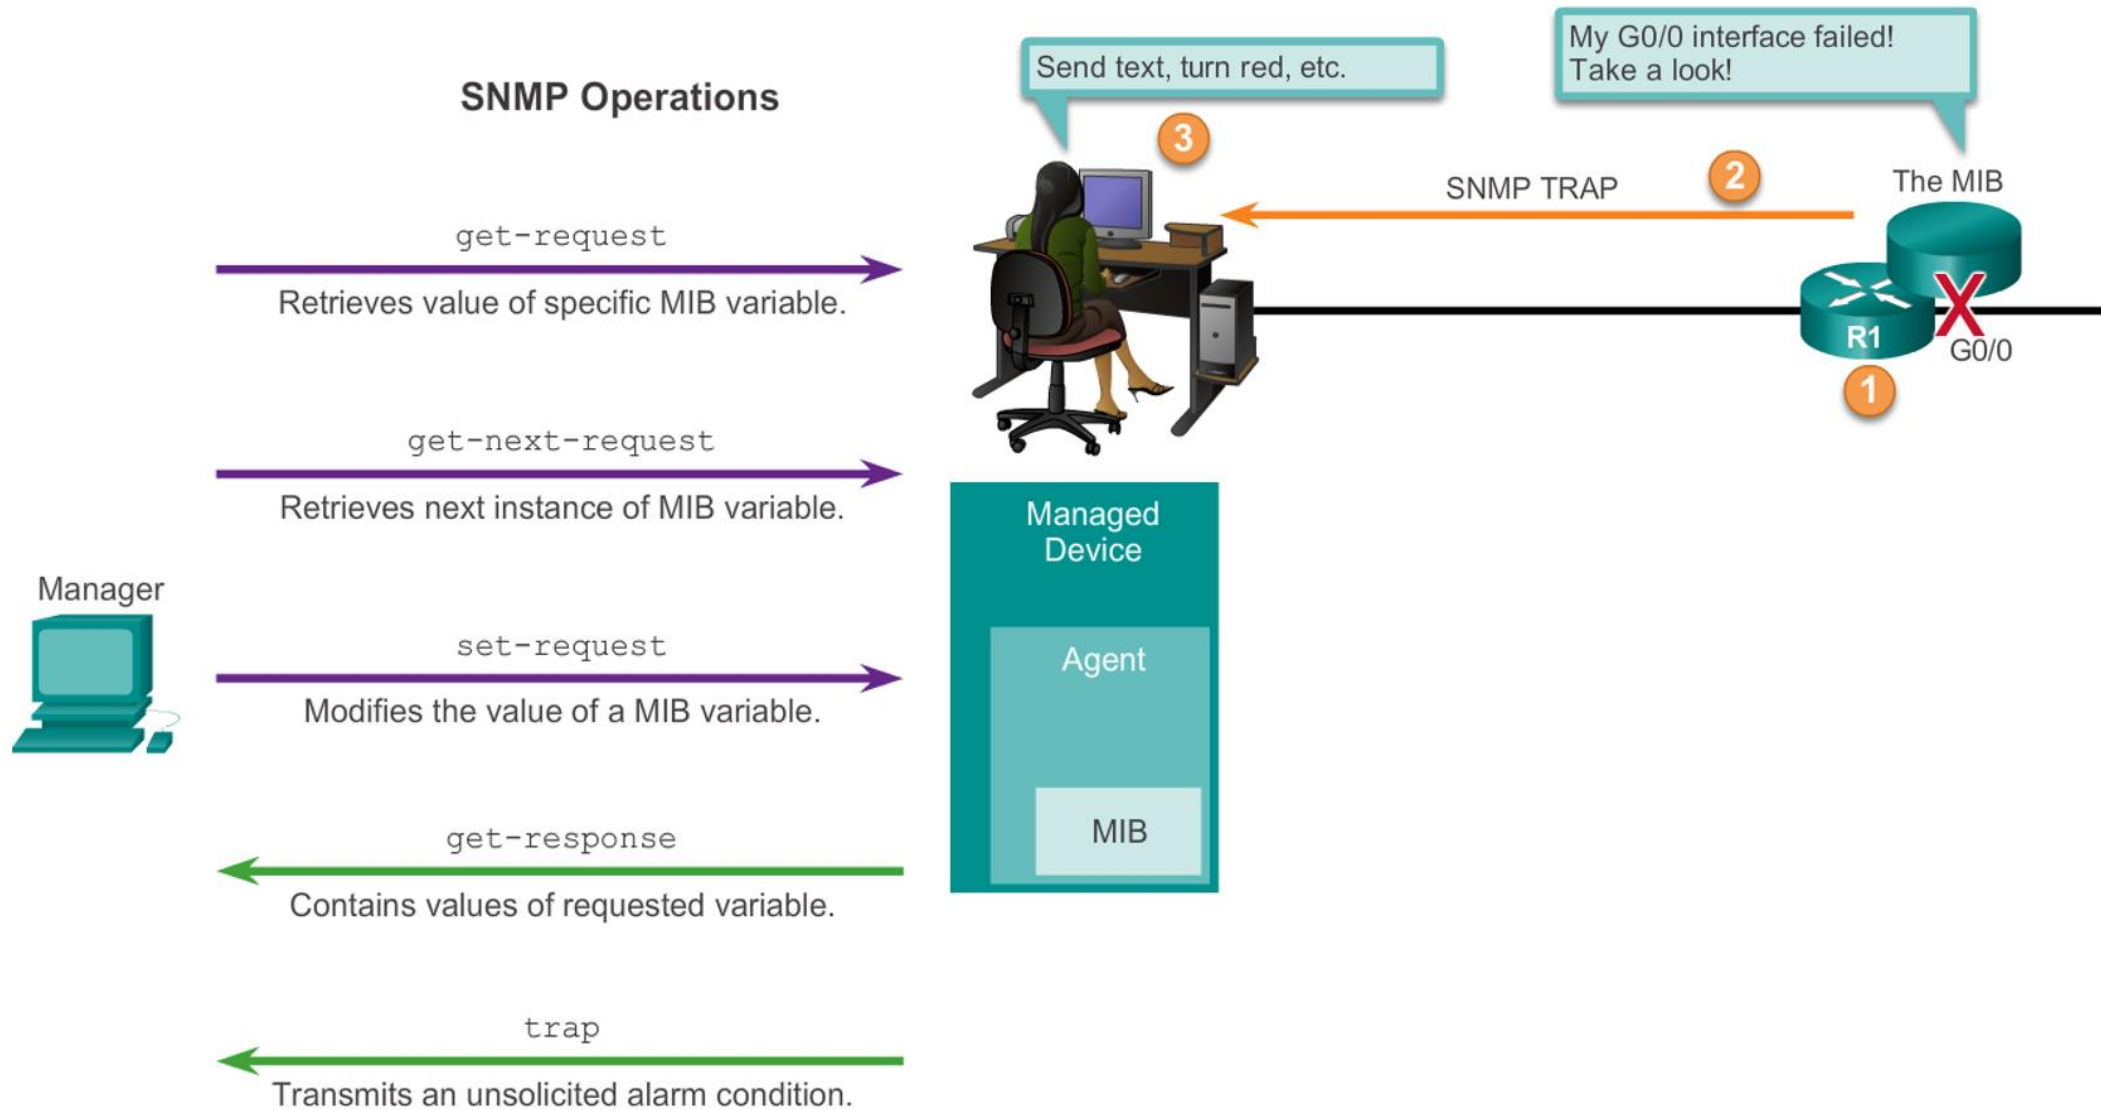 SNMP Operations
get-request
Retrieves value of specific MIB variable.
get-next-request
Retrieves next instance of MIB variable.
Manager
set-request
Modifies the value of a MIB variable.
get-response
Contains values of requested variable.
trap
Transmits an unsolicited alarm condition.
Managed
Device
Agent
MIB
Send text, turn red, etc.
3
My G0/0 interface failed!
Take a look!
SNMP TRAP
2
The MIB
R1
G0/0
1